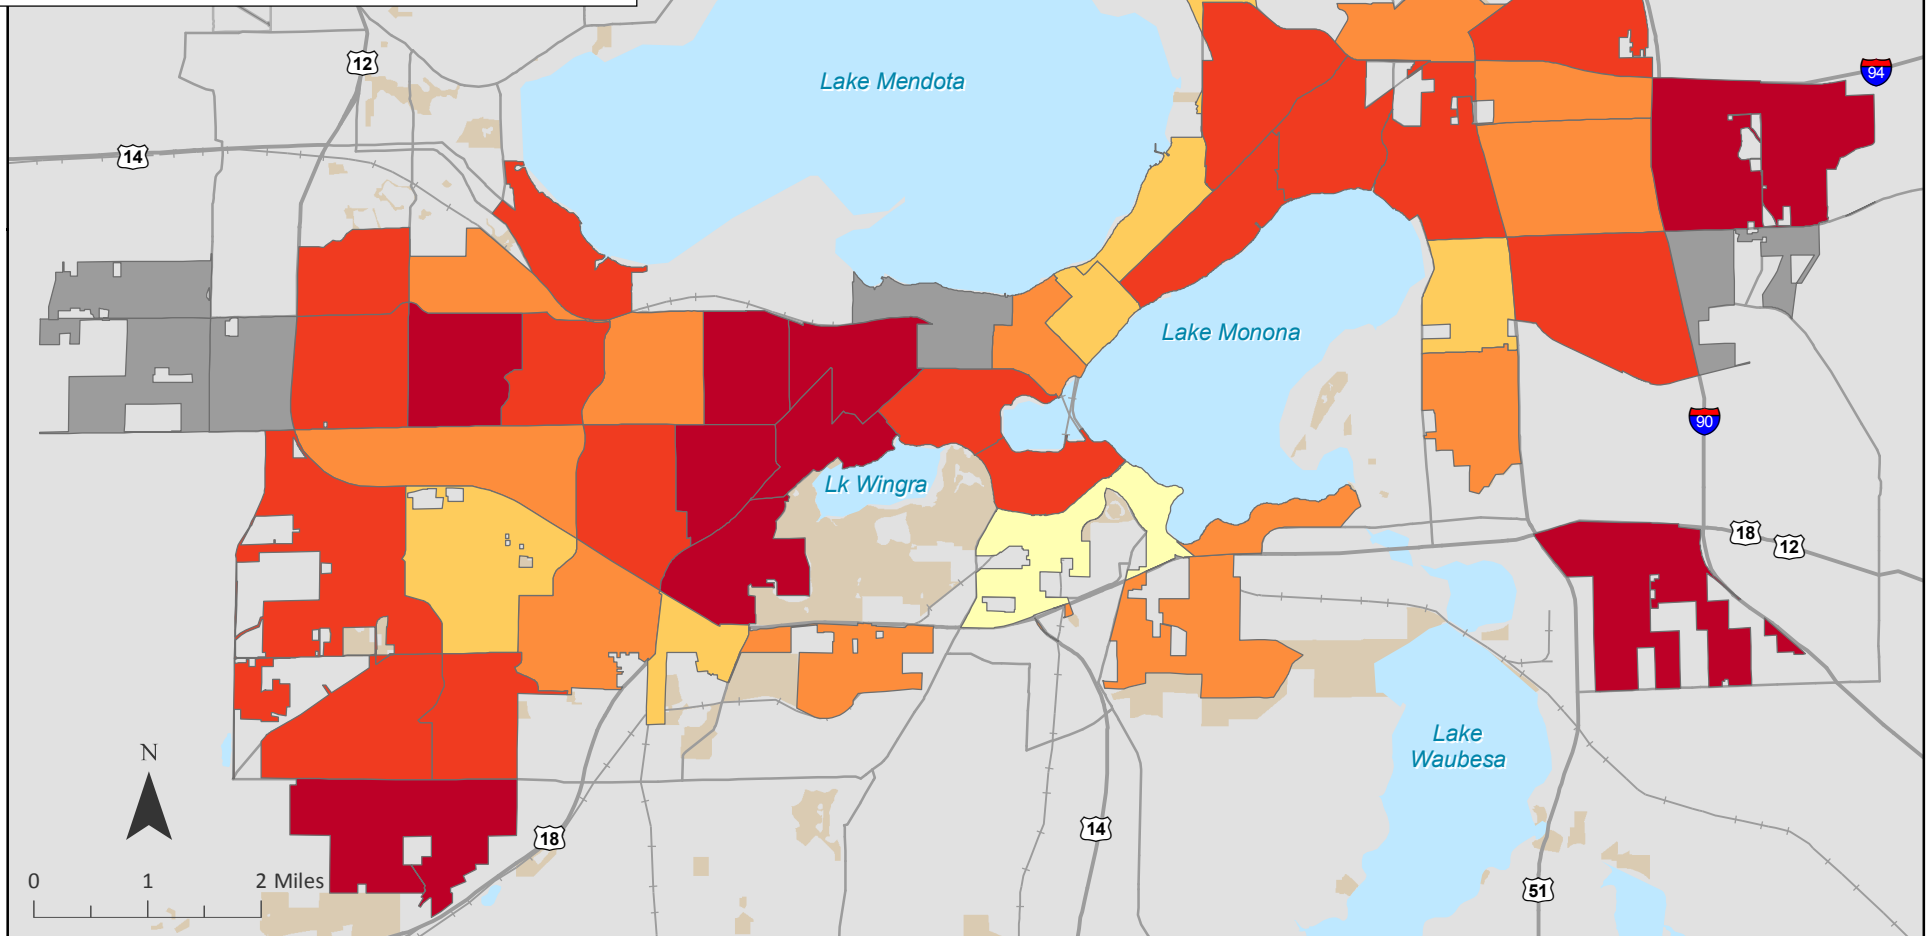 12
Lake Mendota
94
14
Lake Monona
90
Lk Wingra
18
12
Lake
Waubesa
N
18
14
0 1 2 Miles
51